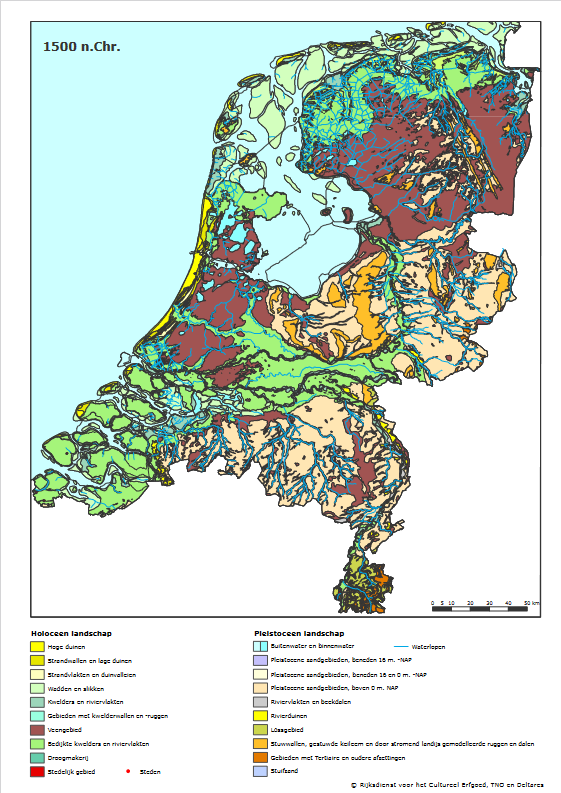 1500 n.Chr.
0 5 10 20 30 40 50 km
Holoceen landschap
Hoge duinen
Strandwallen en lage duinen
Strandvlakten en duinvalleien
Wadden en slikken
Kwelders en riviervlakten
Gebieden met kwelderwallen en -ruggen
Veengebied
Bedijkte kwelders en riviervlakten
Droogmakerij
Stedelijk gebied
Steden
Pleistoceen landschap
Buitenwater en binnenwater
Waterlopen
Pleistocene zandgebieden, beneden 16 m. -NAP
Pleistocene zandgebieden, beneden 16 en 0 m. -NAP
Pleistocene zandgebieden, boven 0 m. NAP
Riviervlakten en beekdalen
Rivierduinen
Lössgebied
Stuwwallen, gestuwde keileem en door stromend landijs gemodelleerde ruggen en dalen
Gebieden met Tertiaire en oudere afzettingen
Stuifzand
© Rijksdienst voor het Cultureel Erfgoed, TNO en Deltares